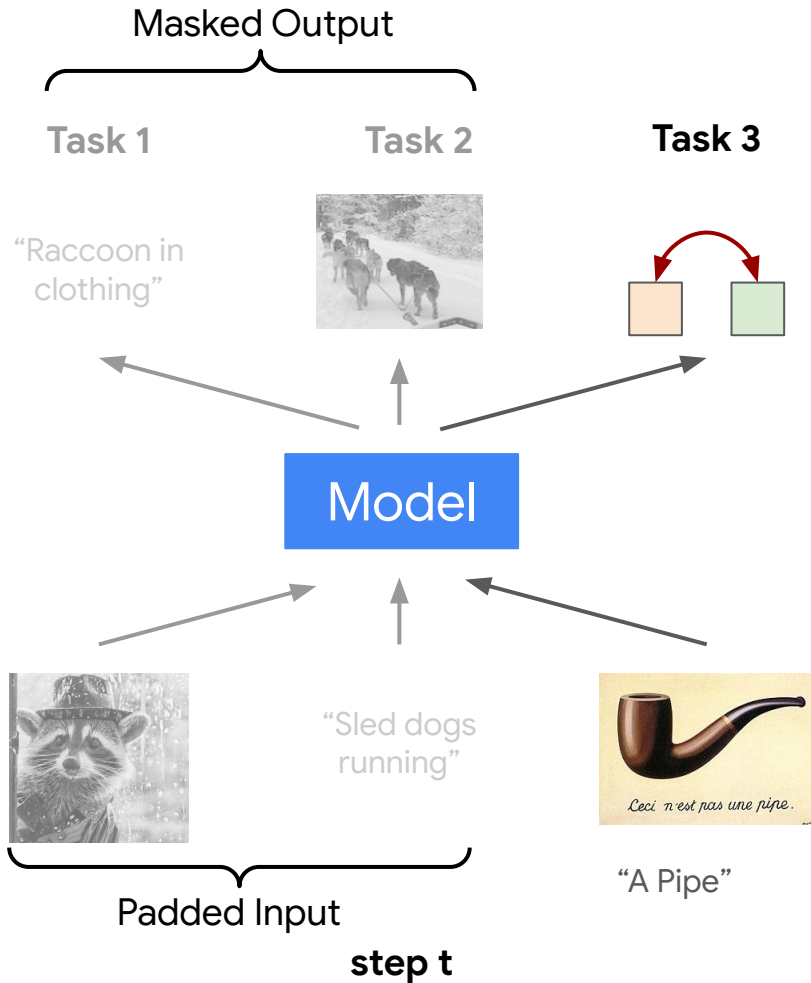 Masked Output
Task 1
Task 2
Task 3
“Raccoon in
clothing”
Model
“Sled dogs
running”
Ceci n'est pas une pipe.
“A Pipe”
Padded Input
step t